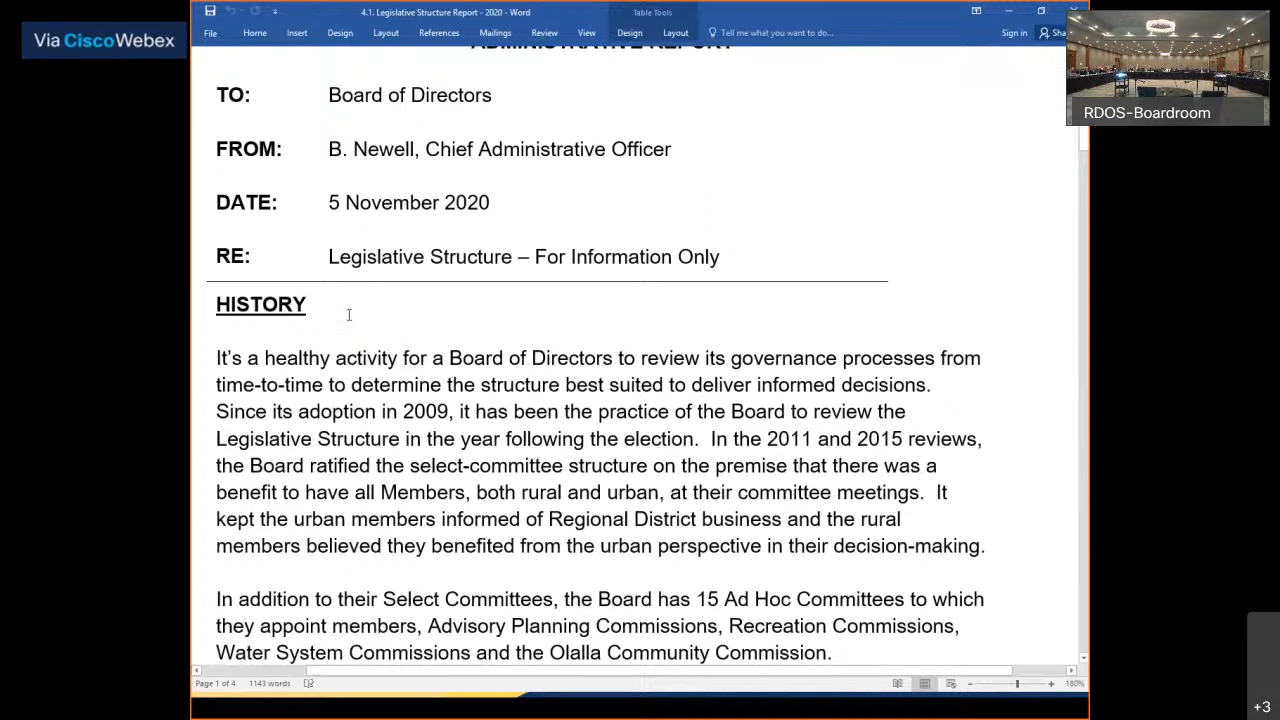 Via Cisco Webex
4.1. Legislative Structure Report - 2020 - Word
Table Tools
File Home Insert Design Layout References Mailings Review View Design Layout Tell me what you want to do... Sign in Sha
ADMINISTRATIVE REPORT
RDOS-Boardroom
TO: Board of Directors
FROM: B. Newell, Chief Administrative Officer
DATE: 5 November 2020
RE: Legislative Structure – For Information Only
HISTORY
It's a healthy activity for a Board of Directors to review its governance processes from
time-to-time to determine the structure best suited to deliver informed decisions.
Since its adoption in 2009, it has been the practice of the Board to review the
Legislative Structure in the year following the election. In the 2011 and 2015 reviews,
the Board ratified the select-committee structure on the premise that there was a
benefit to have all Members, both rural and urban, at their committee meetings. It
kept the urban members informed of Regional District business and the rural
members believed they benefited from the urban perspective in their decision-making.
In addition to their Select Committees, the Board has 15 Ad Hoc Committees to which
they appoint members, Advisory Planning Commissions, Recreation Commissions,
Water System Commissions and the Olalla Community Commission.
Page 1 of 4 1143 words 180%
+3